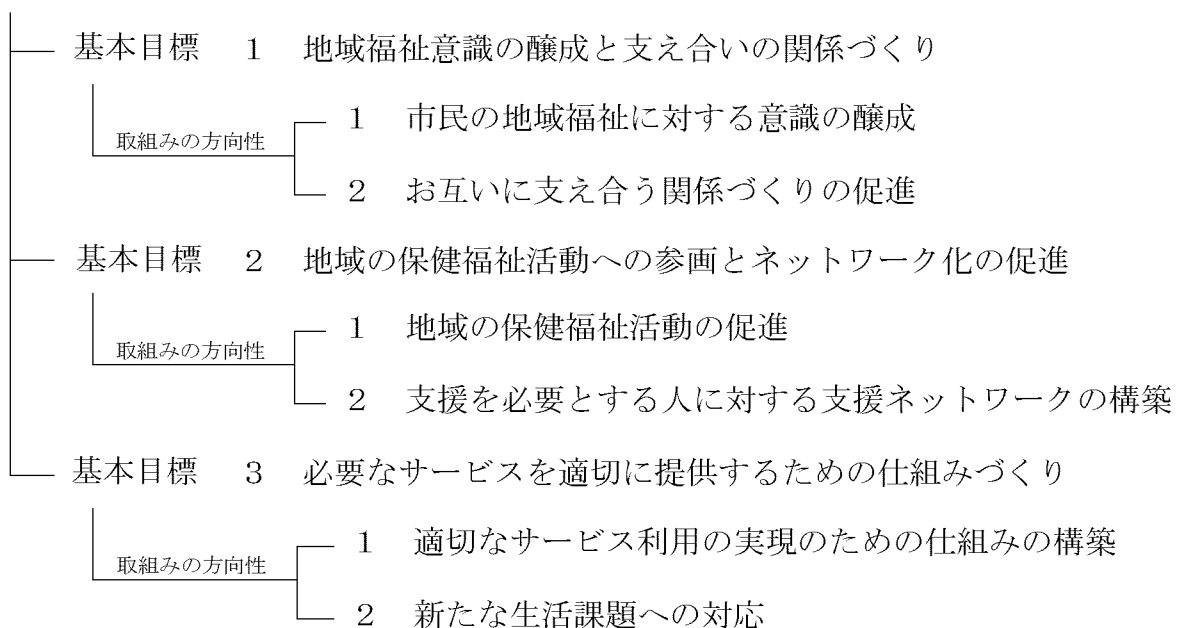 基本目標 1 地域福祉意識の醸成と支え合いの関係づくり
取組みの方向性
1 市民の地域福祉に対する意識の醸成
2 お互いに支え合う関係づくりの促進
基本目標 2 地域の保健福祉活動への参画とネットワーク化の促進
取組みの方向性
1 地域の保健福祉活動の促進
2 支援を必要とする人に対する支援ネットワークの構築
基本目標 3 必要なサービスを適切に提供するための仕組みづくり
取組みの方向性
1 適切なサービス利用の実現のための仕組みの構築
2 新たな生活課題への対応